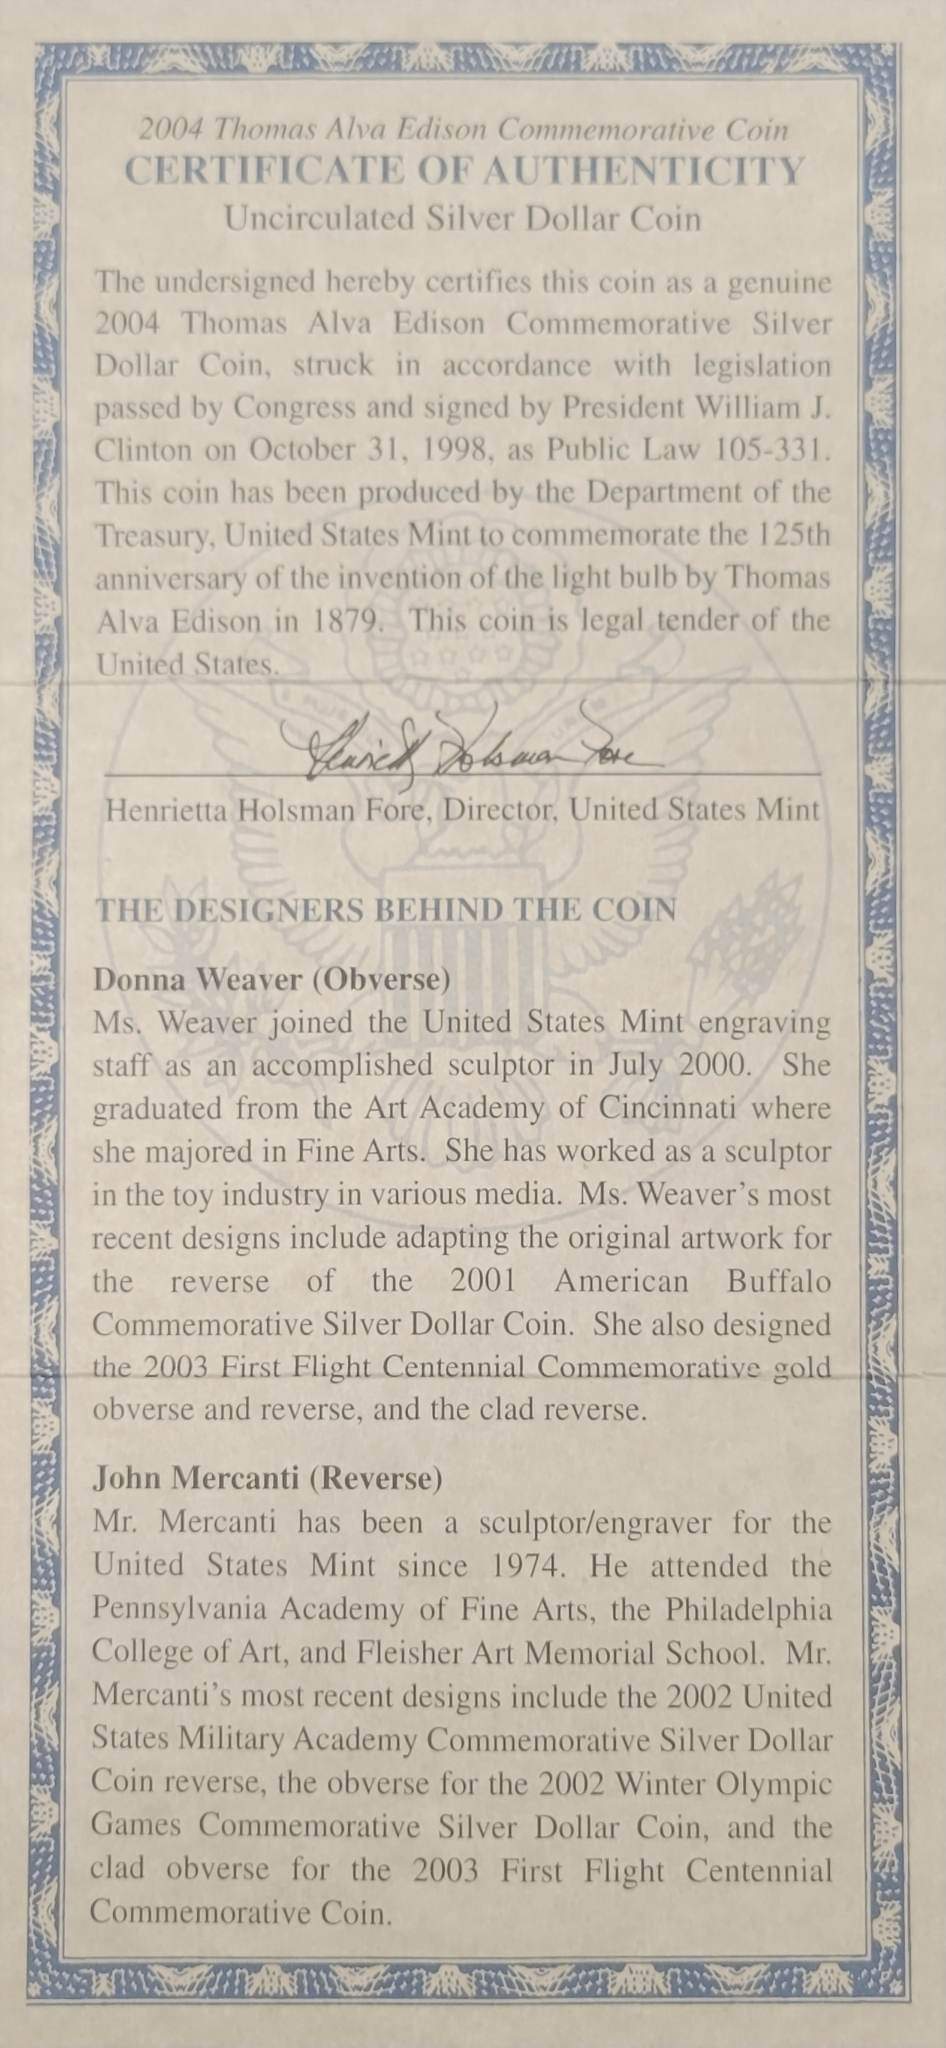 2004 Thomas Alva Edison Commemorative Coin
CERTIFICATE OF AUTHENTICITY
Uncirculated Silver Dollar Coin
The undersigned hereby certifies this coin as a genuine
2004 Thomas Alva Edison Commemorative Silver
Dollar Coin, struck in accordance with legislation
passed by Congress and signed by President William J.
Clinton on October 31, 1998, as Public Law 105-331.
This coin has been produced by the Department of the
Treasury, United States Mint to commemorate the 125th
anniversary of the invention of the light bulb by Thomas
Alva Edison in 1879. This coin is legal tender of the
United States.
Henrietta Holsman Fore
Henrietta Holsman Fore, Director, United States Mint
THE DESIGNERS BEHIND THE COIN
Donna Weaver (Obverse)
Ms. Weaver joined the United States Mint engraving
staff as an accomplished sculptor in July 2000. She
graduated from the Art Academy of Cincinnati where
she majored in Fine Arts. She has worked as a sculptor
in the toy industry in various media. Ms. Weaver's most
recent designs include adapting the original artwork for
the reverse of the 2001 American Buffalo
Commemorative Silver Dollar Coin. She also designed
the 2003 First Flight Centennial Commemorative gold
obverse and reverse, and the clad reverse.
John Mercanti (Reverse)
Mr. Mercanti has been a sculptor/engraver for the
United States Mint since 1974. He attended the
Pennsylvania Academy of Fine Arts, the Philadelphia
College of Art, and Fleisher Art Memorial School. Mr.
Mercanti's most recent designs include the 2002 United
States Military Academy Commemorative Silver Dollar
Coin reverse, the obverse for the 2002 Winter Olympic
Games Commemorative Silver Dollar Coin, and the
clad obverse for the 2003 First Flight Centennial
Commemorative Coin.